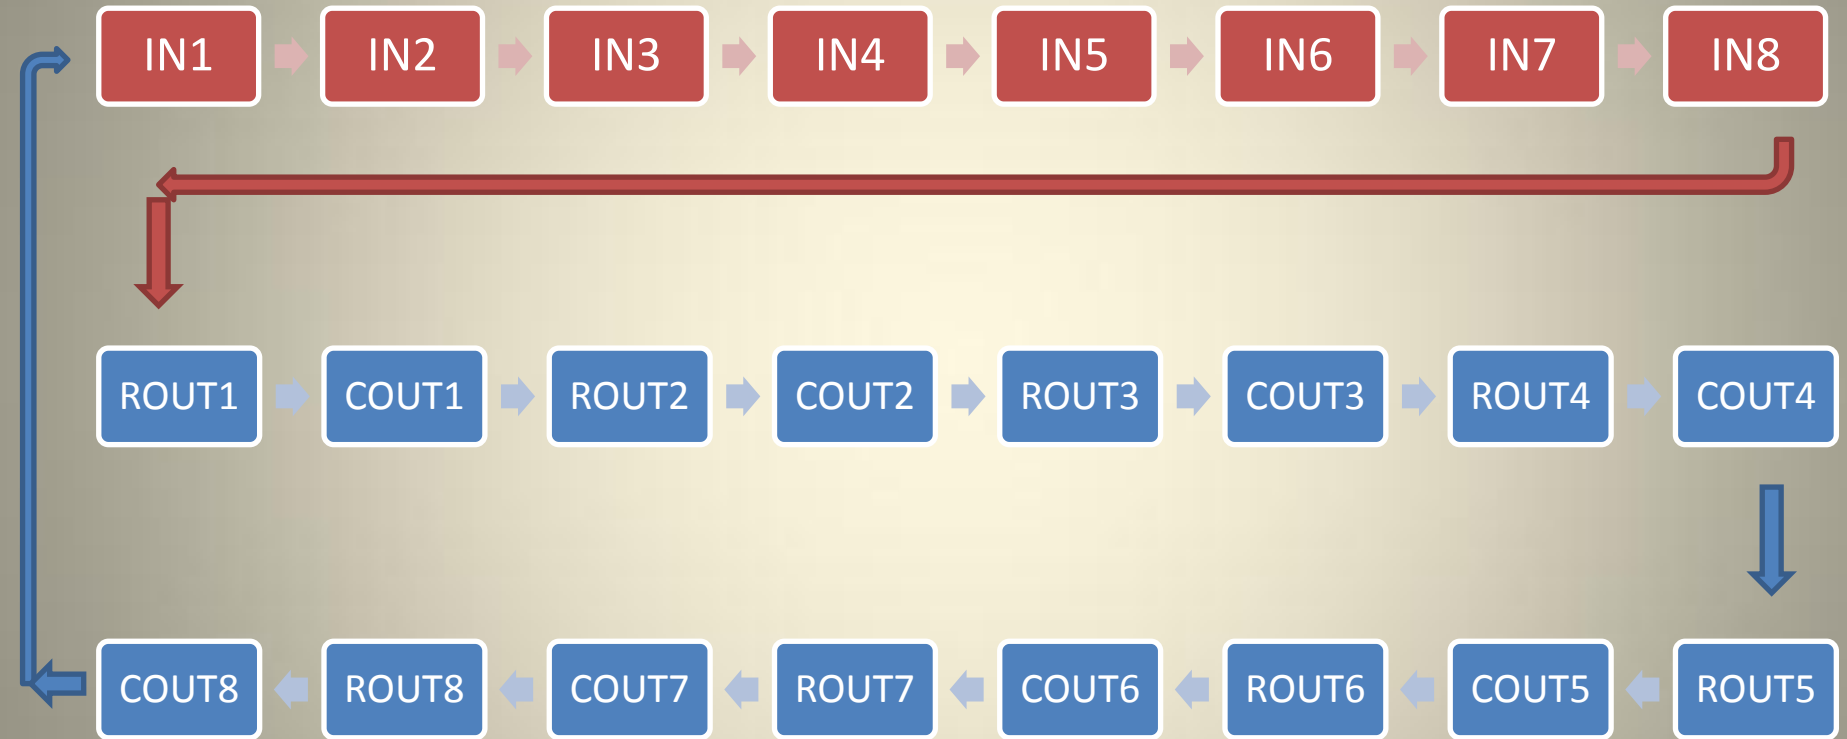 IN1 IN2 IN3 IN4 IN5 IN6 IN7 IN8
ROUT1 COUT1 ROUT2 COUT2 ROUT3 COUT3 ROUT4 COUT4
COUT8 ROUT8 COUT7 ROUT7 COUT6 ROUT6 COUT5 ROUT5